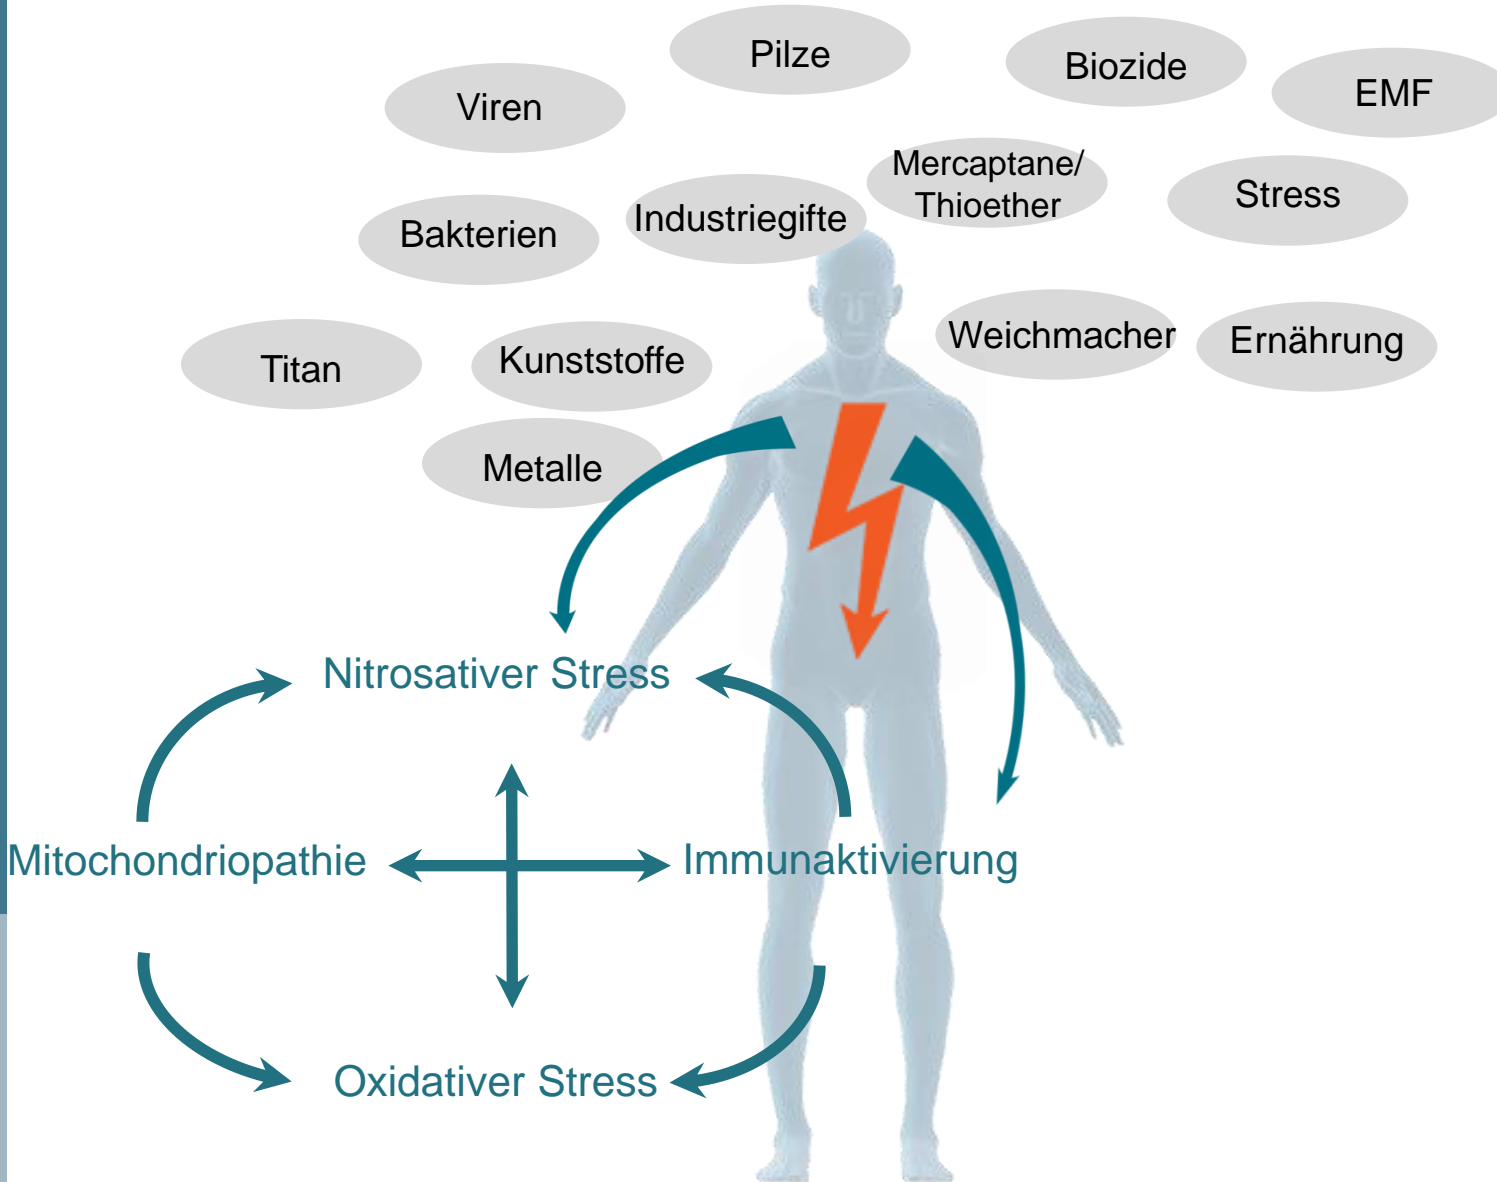 Pilze
Biozide
EMF
Viren
Mercaptane/
Thioether
Stress
Industriegifte
Bakterien
Weichmacher
Ernährung
Kunststoffe
Titan
Metalle
Nitrosativer Stress
Mitochondriopathie
Immunaktivierung
Oxidativer Stress